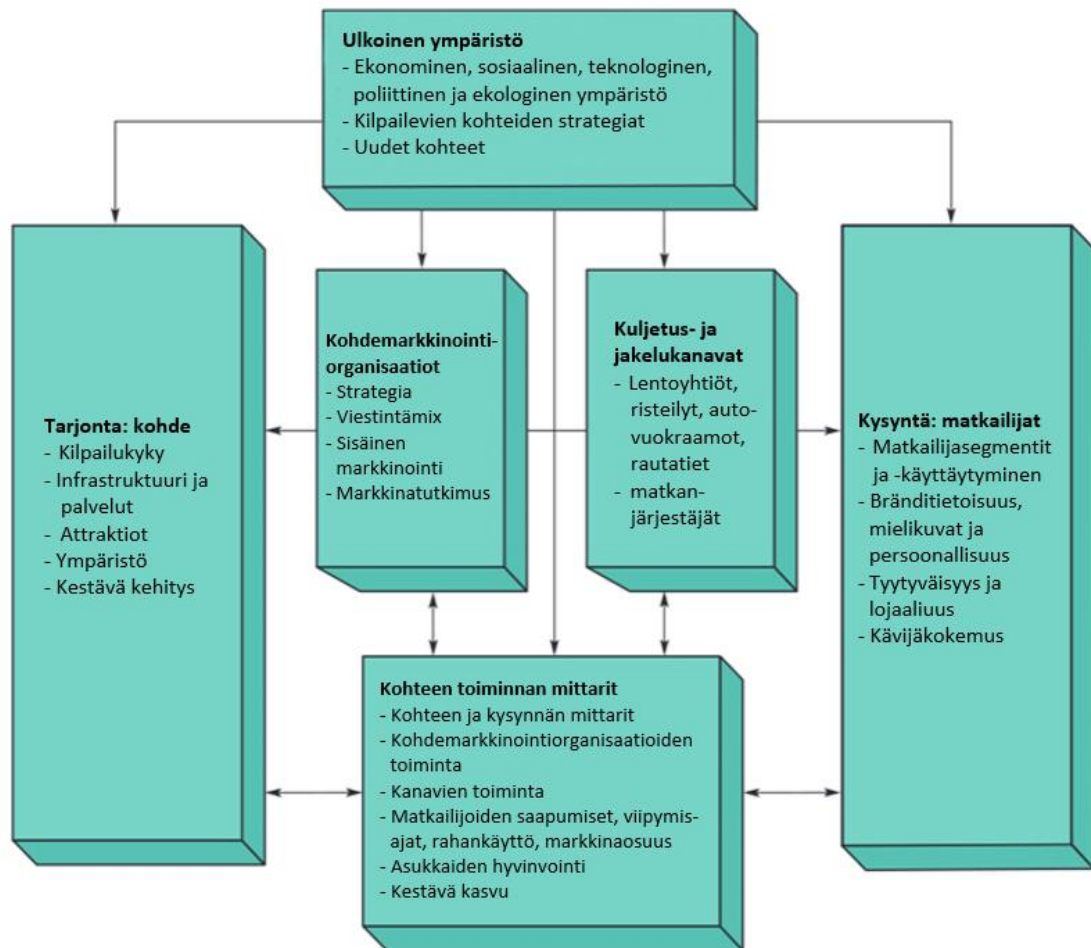 Ulkoinen ympäristö
- Ekonominen, sosiaalinen, teknologinen,
poliittinen ja ekologinen ympäristö
- Kilpailevien kohteiden strategiat
- Uudet kohteet
Tarjonta: kohde
- Kilpailukyky
- Infrastruktuuri ja
palvelut
- Attraktiot
- Ympäristö
- Kestävä kehitys
Kohdemarkkinointi-
organisaatiot
- Strategia
- Viestintämix
- Sisäinen
markkinointi
- Markkinatutkimus
Kuljetus- ja
jakelukanavat
- Lentoyhtiöt,
risteilyt, auto-
vuokraamot,
rautatiet
- matkan-
järjestäjät
Kysyntä: matkailijat
- Matkailijasegmentit
ja -käyttäytyminen
- Bränditietoisuus,
mielikuvat ja
persoonallisuus
- Tyytyväisyys ja
lojaaliuus
- Kävijäkokemus
Kohteen toiminnan mittarit
- Kohteen ja kysynnän mittarit
- Kohdemarkkinointiorganisaatioiden
toiminta
- Kanavien toiminta
- Matkailijoiden saapumiset, viipymis-
ajat, rahankäyttö, markkinaosuus
- Asukkaiden hyvinvointi
- Kestävä kasvu